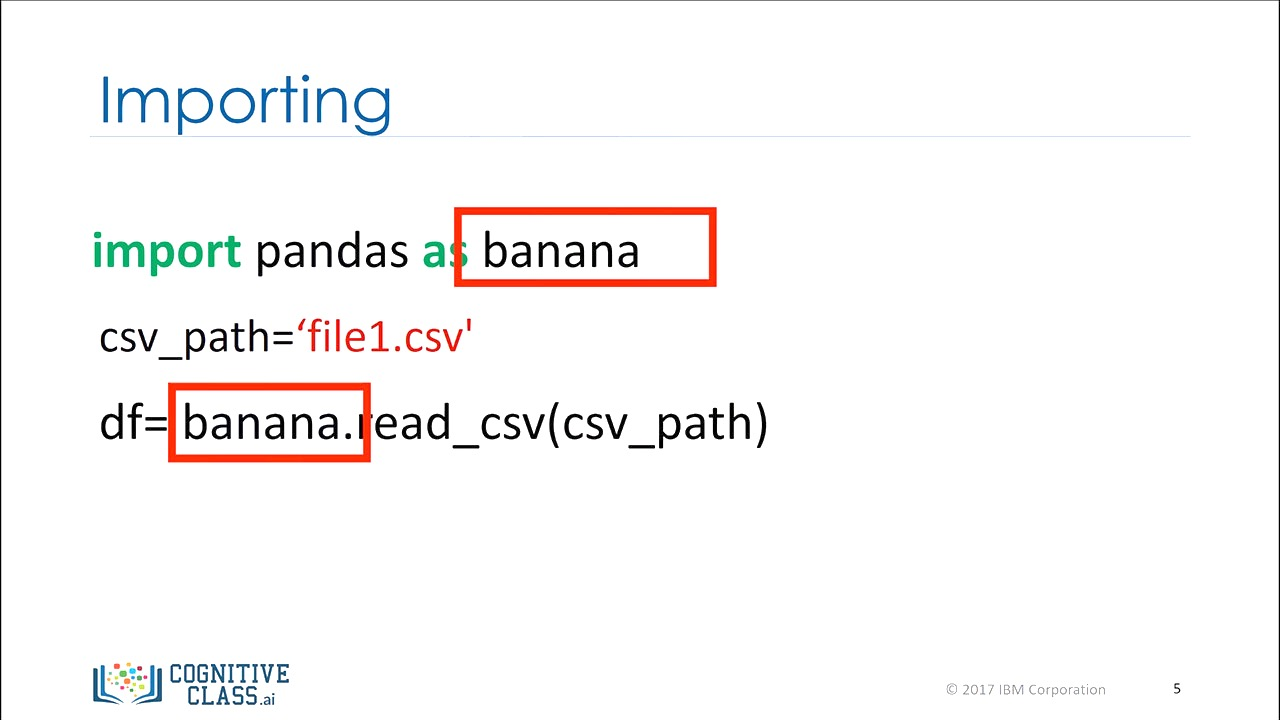 Importing
import pandas as banana
csv_path=‘file1.csv'
df= banana.read_csv(csv_path)
COGNITIVE
CLASS.ai
© 2017 IBM Corporation
5